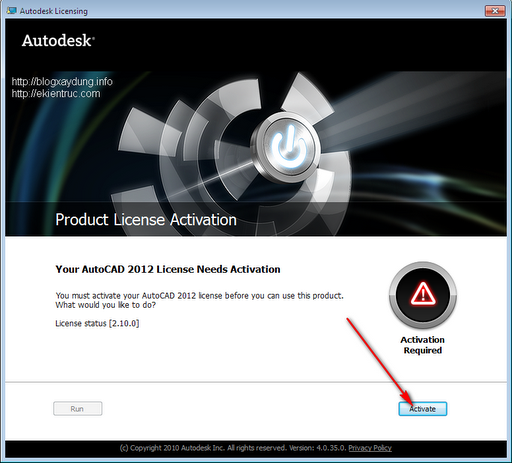 Autodesk Licensing
Autodesk®
http://blogxaydung.info
http://ekientruc.com
Product License Activation
Your AutoCAD 2012 License Needs Activation
You must activate your AutoCAD 2012 license before you can use this product.
What would you like to do?
License status [2.10.0]
Activation
Required
Run
Activate
(c) Copyright 2010 Autodesk Inc. All rights reserved. Version: 4.0.35.0. Privacy Policy